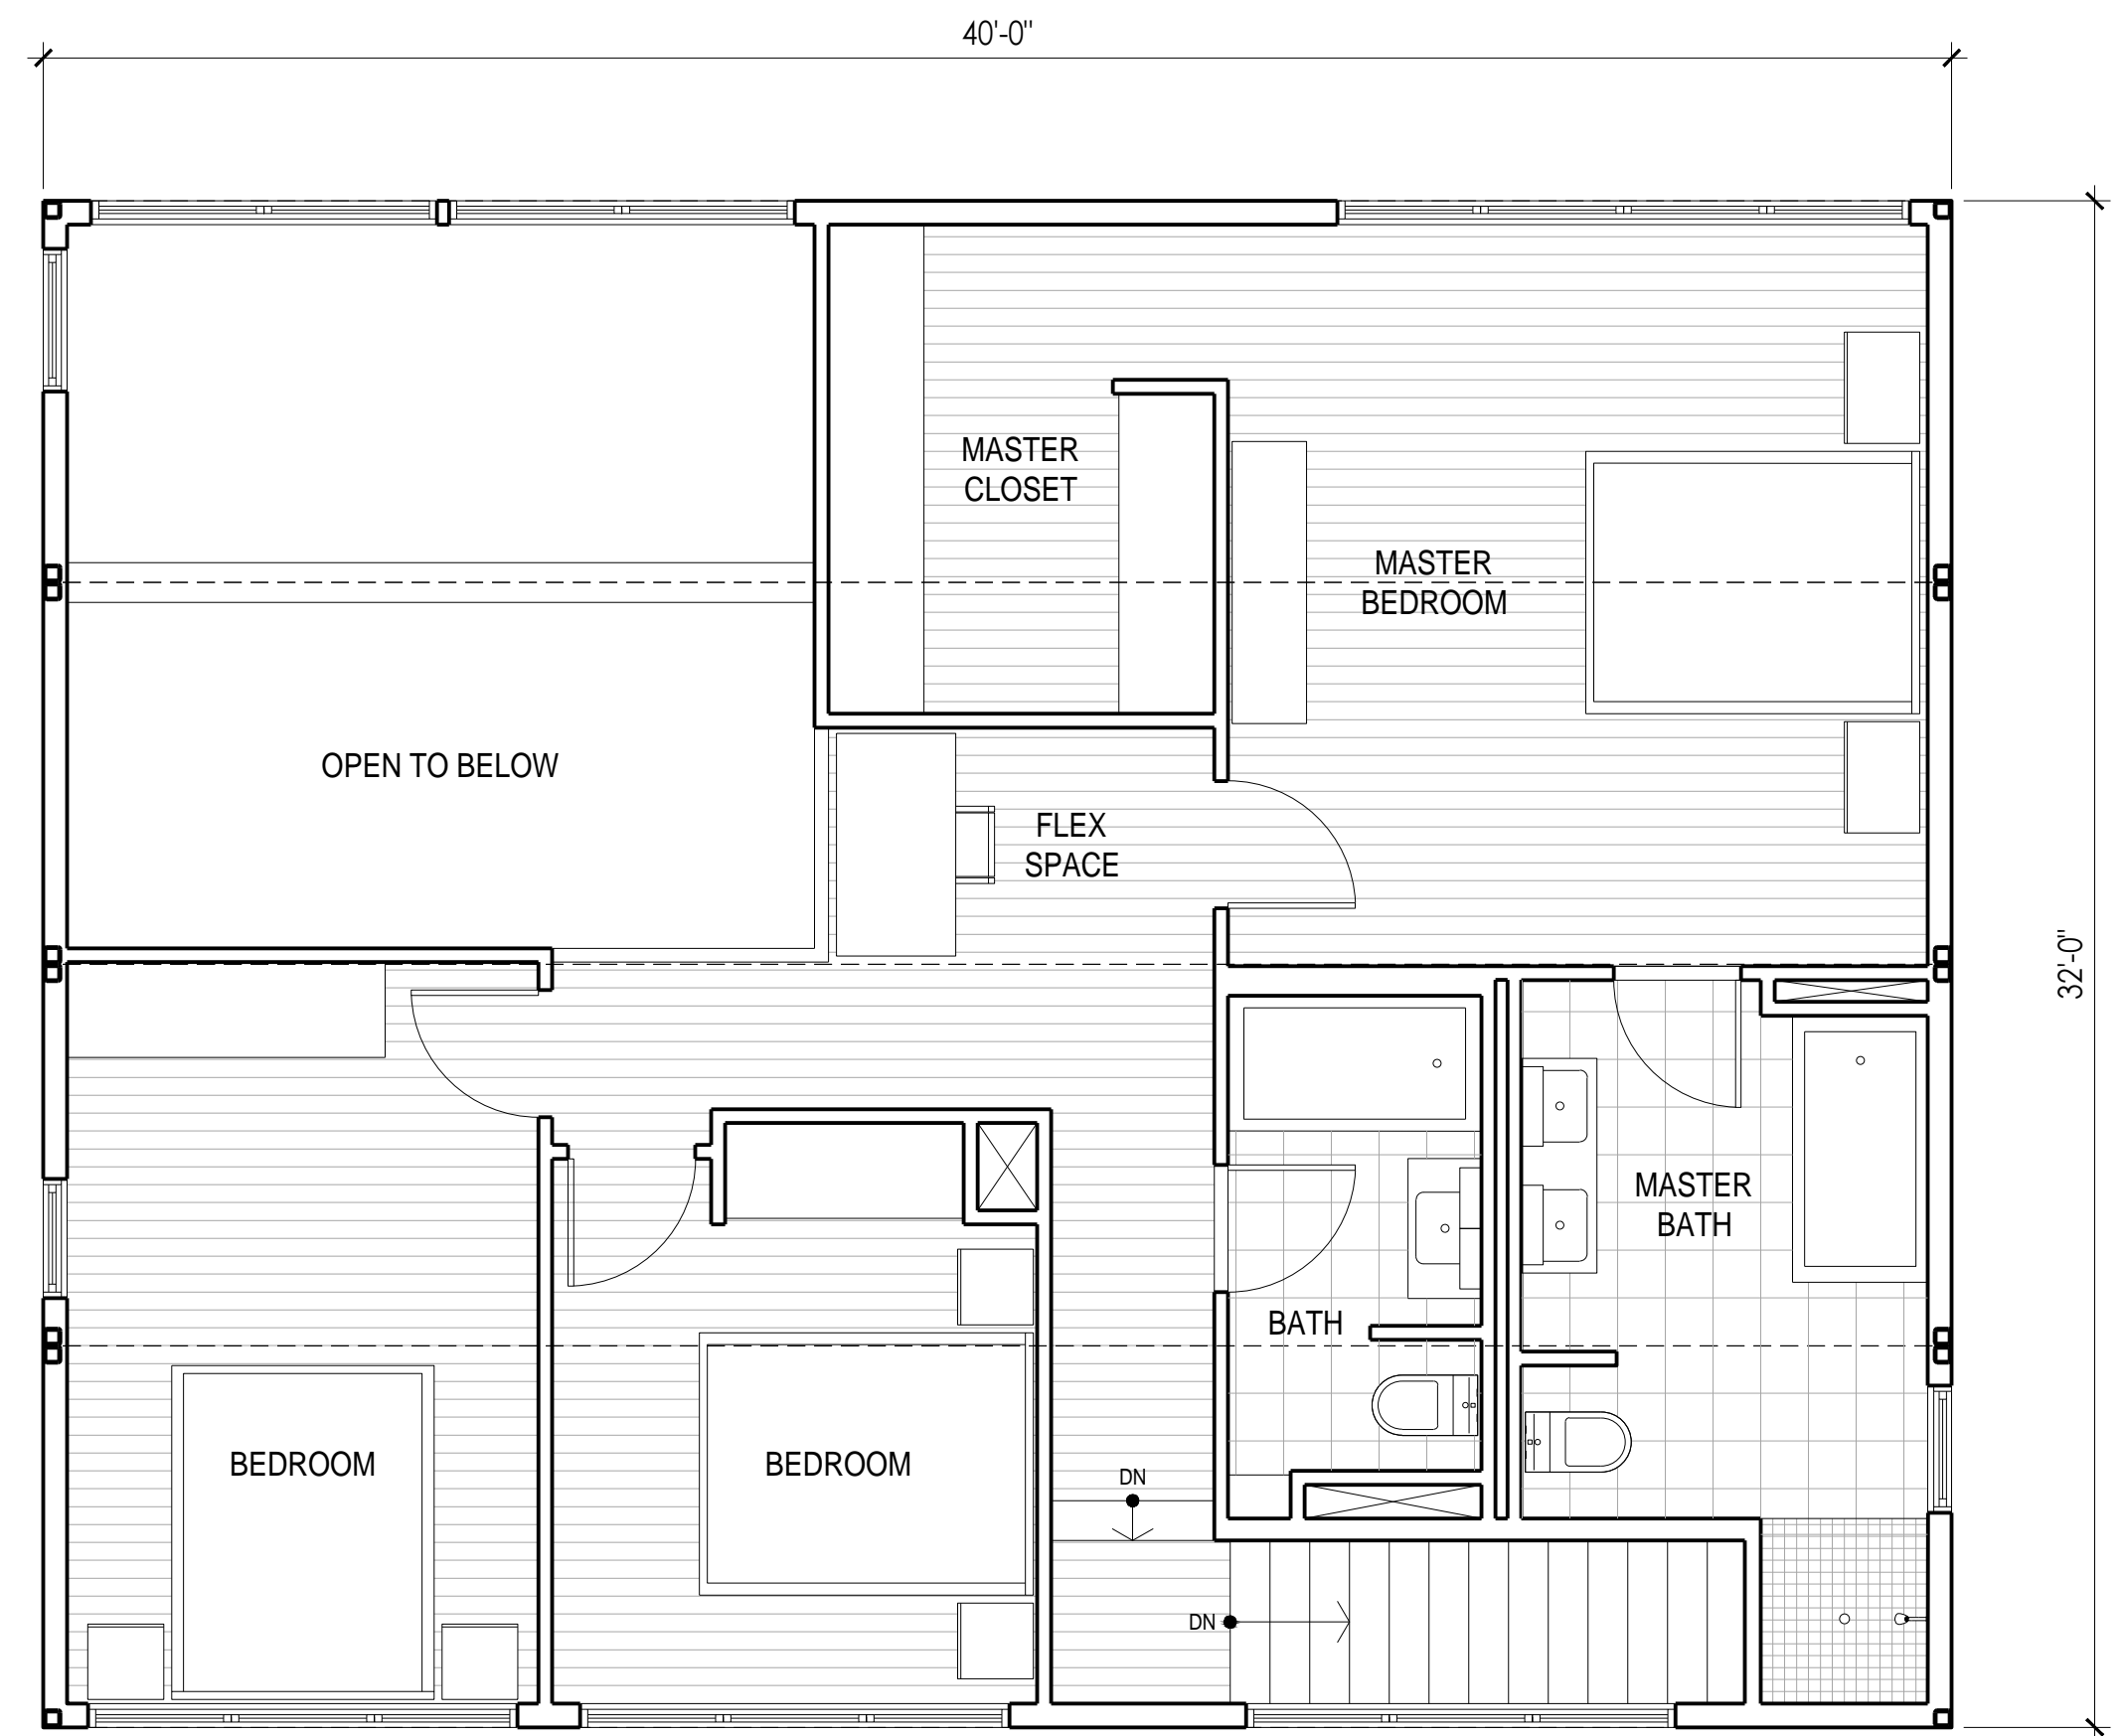 40'-0"
MASTER
CLOSET
MASTER
BEDROOM
OPEN TO BELOW
FLEX
SPACE
32'-0"
MASTER
BATH
BATH
BEDROOM
BEDROOM
DN
DN